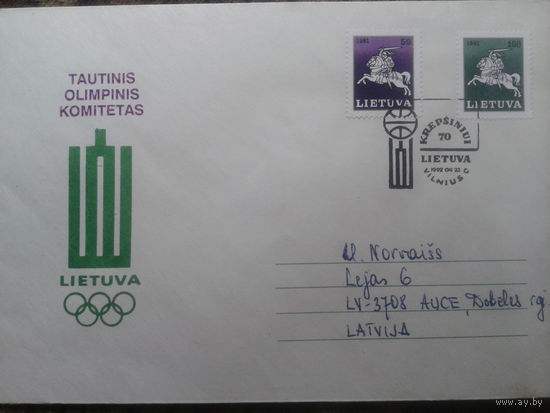 TAUTINIS
OLIMPINIS
KOMITETAS
LIETUVA
1991 50
LIETUVA
1991 100
LIETUVA
KREPŠINIUI
70
LIETUVA
1992 04 23
VILNIUS C
U. Norvaišs
Lejas 6
LV-3708 AUCE, Dobeles raj
LATVIJA
© www.ay.by